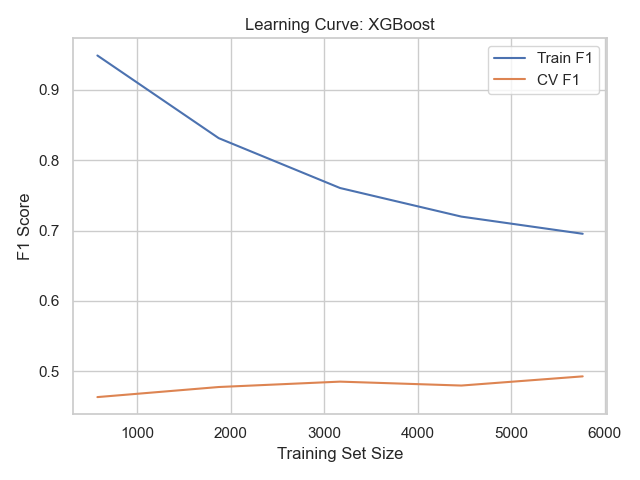 Learning Curve: XGBoost
Train F1
CV F1
F1 Score
0.9
0.8
0.7
0.6
0.5
1000 2000 3000 4000 5000 6000
Training Set Size